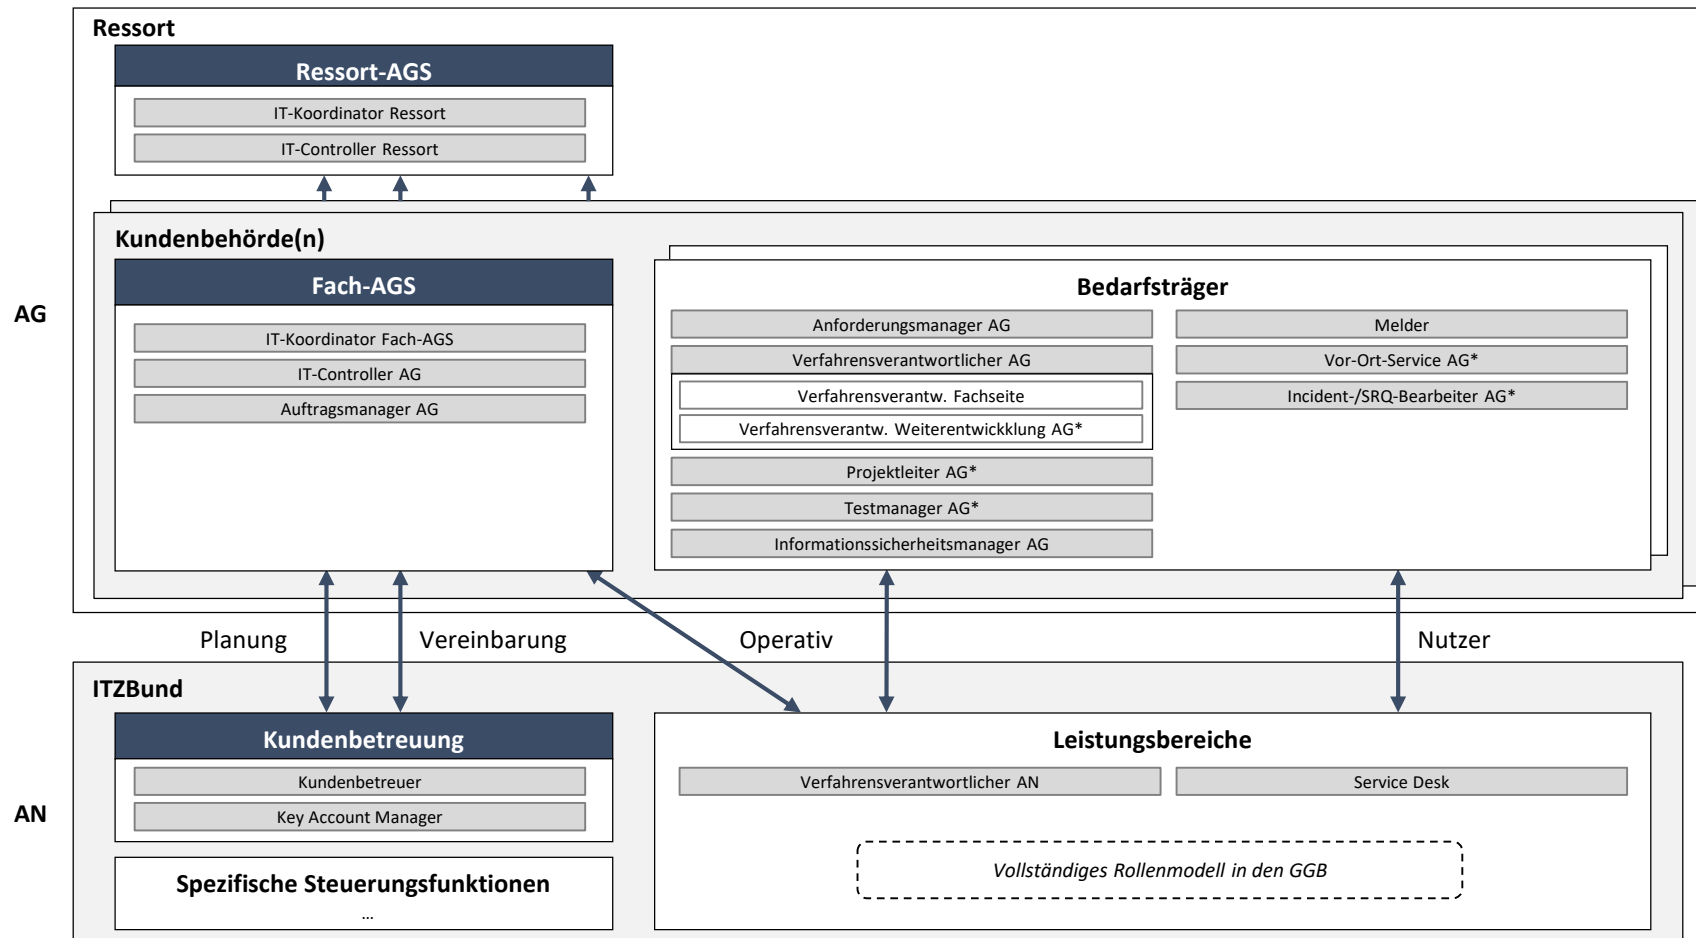 Ressort
Ressort-AGS
IT-Koordinator Ressort
IT-Controller Ressort
Kundenbehörde(n)
AG
Fach-AGS
IT-Koordinator Fach-AGS
IT-Controller AG
Auftragsmanager AG
Bedarfsträger
Anforderungsmanager AG
Verfahrensverantwortlicher AG
Verfahrensverantw. Fachseite
Verfahrensverantw. Weiterentwickklung AG*
Projektleiter AG*
Testmanager AG*
Informationssicherheitsmanager AG
Melder
Vor-Ort-Service AG*
Incident-/SRQ-Bearbeiter AG*
Planung
Vereinbarung
Operativ
Nutzer
ITZBund
AN
Kundenbetreuung
Kundenbetreuer
Key Account Manager
Spezifische Steuerungsfunktionen
...
Leistungsbereiche
Verfahrensverantwortlicher AN
Service Desk
Vollständiges Rollenmodell in den GGB